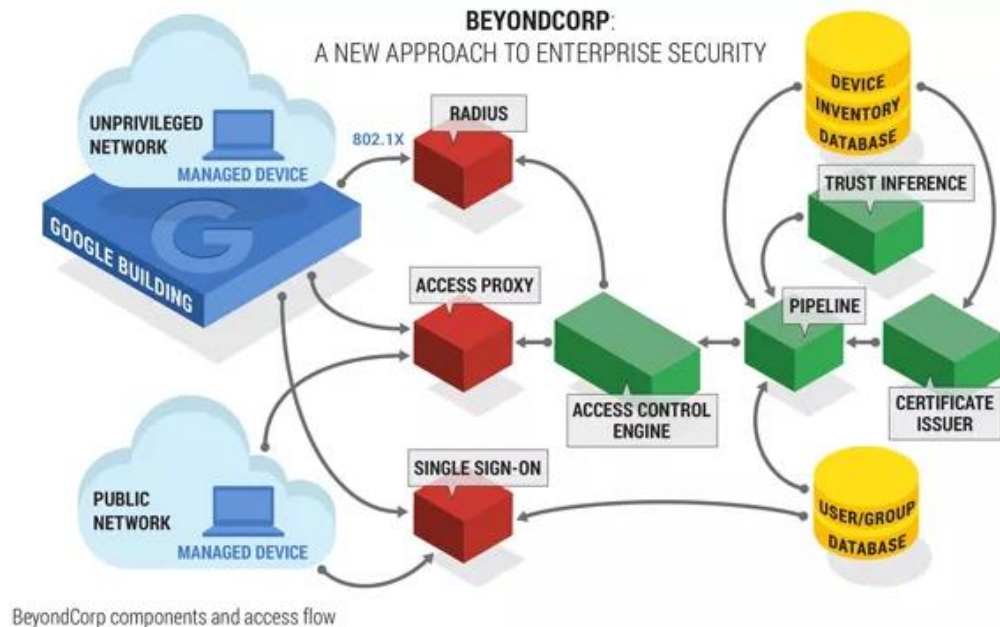 BEYONDCORP:
A NEW APPROACH TO ENTERPRISE SECURITY
UNPRIVILEGED
NETWORK
MANAGED DEVICE
GOOGLE BUILDING
G
802.1X
RADIUS
DEVICE
INVENTORY
DATABASE
TRUST INFERENCE
ACCESS PROXY
PIPELINE
ACCESS CONTROL
ENGINE
CERTIFICATE
ISSUER
PUBLIC
NETWORK
MANAGED DEVICE
SINGLE SIGN-ON
USER/GROUP
DATABASE
BeyondCorp components and access flow